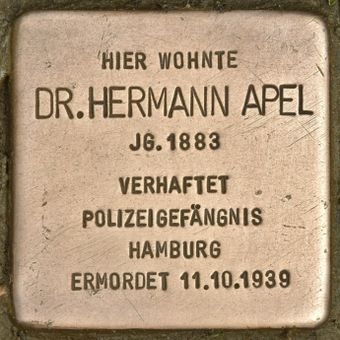 HIER WOHNTE
DR. HERMANN APEL
JG. 1883
VERHAFTET
POLIZEIGEFÄNGNIS
HAMBURG
ERMORDET 11.10.1939